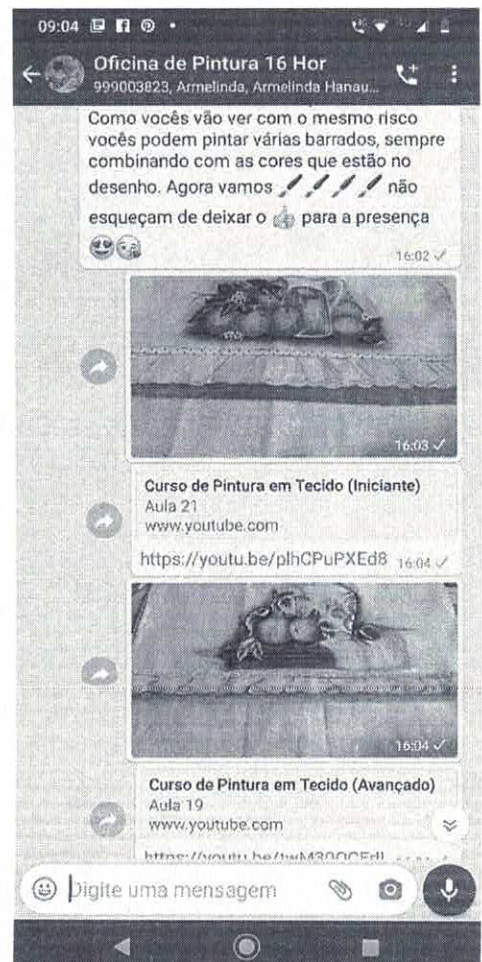 09:04
Oficina de Pintura 16 Hor
999003823, Armelinda, Armelinda Hanau...
Como vocês vão ver com o mesmo risco
vocês podem pintar várias barrados, sempre
combinando com as cores que estão no
desenho. Agora vamos não
esqueçam de deixar o para a presença
16:02
16:03
Curso de Pintura em Tecido (Iniciante)
Aula 21
www.youtube.com
https://youtu.be/plhCPuPXEd8 16:04
16:04
Curso de Pintura em Tecido (Avançado)
Aula 19
www.youtube.com
Digite uma mensagem